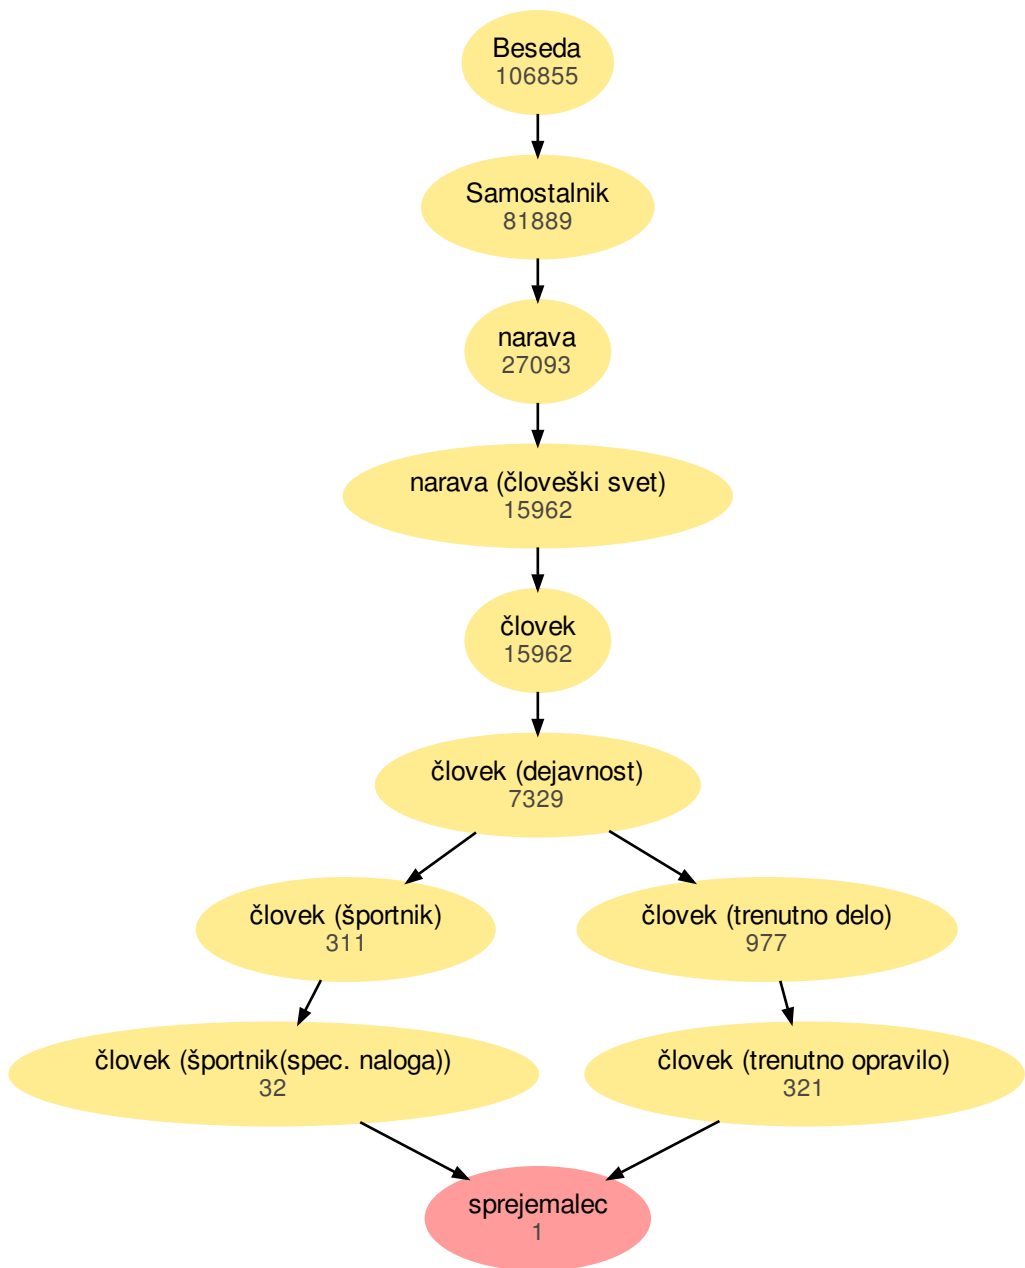 Beseda
106855
Samostalnik
81889
narava
27093
narava (človeški svet)
15962
človek
15962
človek (dejavnost)
7329
človek (športnik)
311
človek (trenutno delo)
977
človek (športnik(spec. naloga))
32
človek (trenutno opravilo)
321
sprejemalec
1